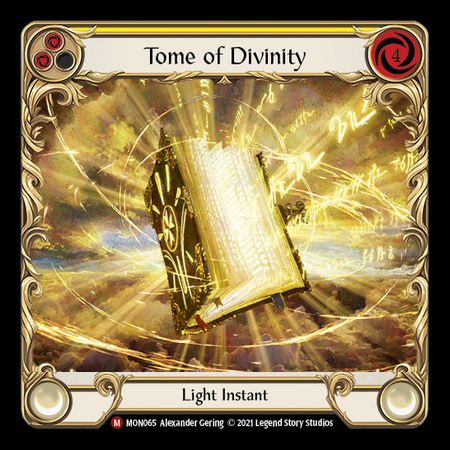 Tome of Divinity
4
Light Instant
M MON065 Alexander Gering © 2021 Legend Story Studios